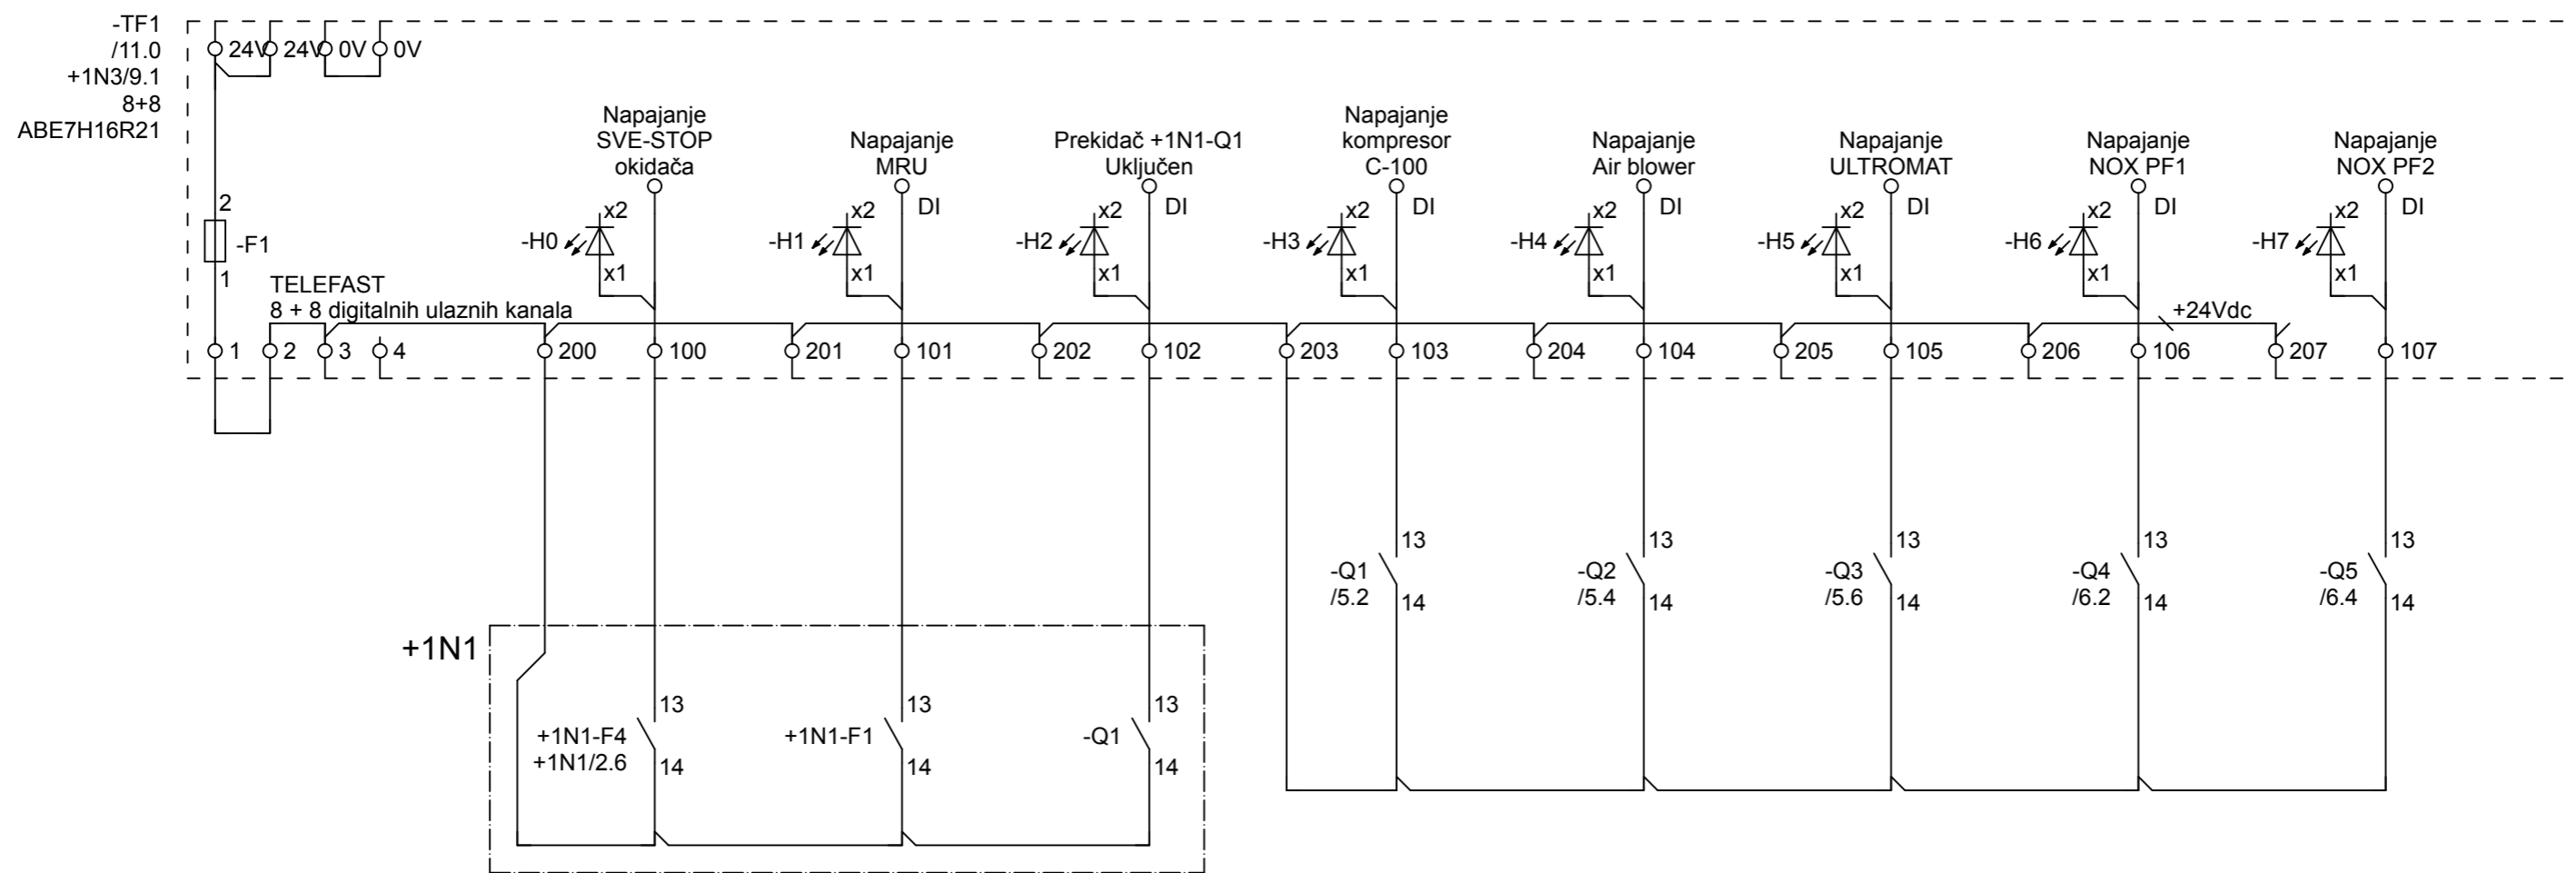 -TF1
/11.0
+1N3/9.1
8+8
ABE7H16R21
24V 24V 0V 0V
Napajanje
SVE-STOP
okidača
Napajanje
MRU
Prekidač +1N1-Q1
Uključen
Napajanje
kompresor
C-100
Napajanje
Air blower
Napajanje
ULTROMAT
Napajanje
NOX PF1
Napajanje
NOX PF2
DI DI DI DI DI DI DI
2
-F1
1
x2 x2 x2 x2 x2 x2 x2 x2
-H0 -H1 -H2 -H3 -H4 -H5 -H6 -H7
x1 x1 x1 x1 x1 x1 x1 x1
TELEFAST
8 + 8 digitalnih ulaznih kanala
+24Vdc
1 2 3 4 200 100 201 101 202 102 203 103 204 104 205 105 206 106 207 107
13 13 13 13 13
-Q1
/5.2
-Q2
/5.4
-Q3
/5.6
-Q4
/6.2
-Q5
/6.4
14 14 14 14 14
+1N1
13 13 13
+1N1-F4
+1N1/2.6
+1N1-F1
-Q1
14 14 14